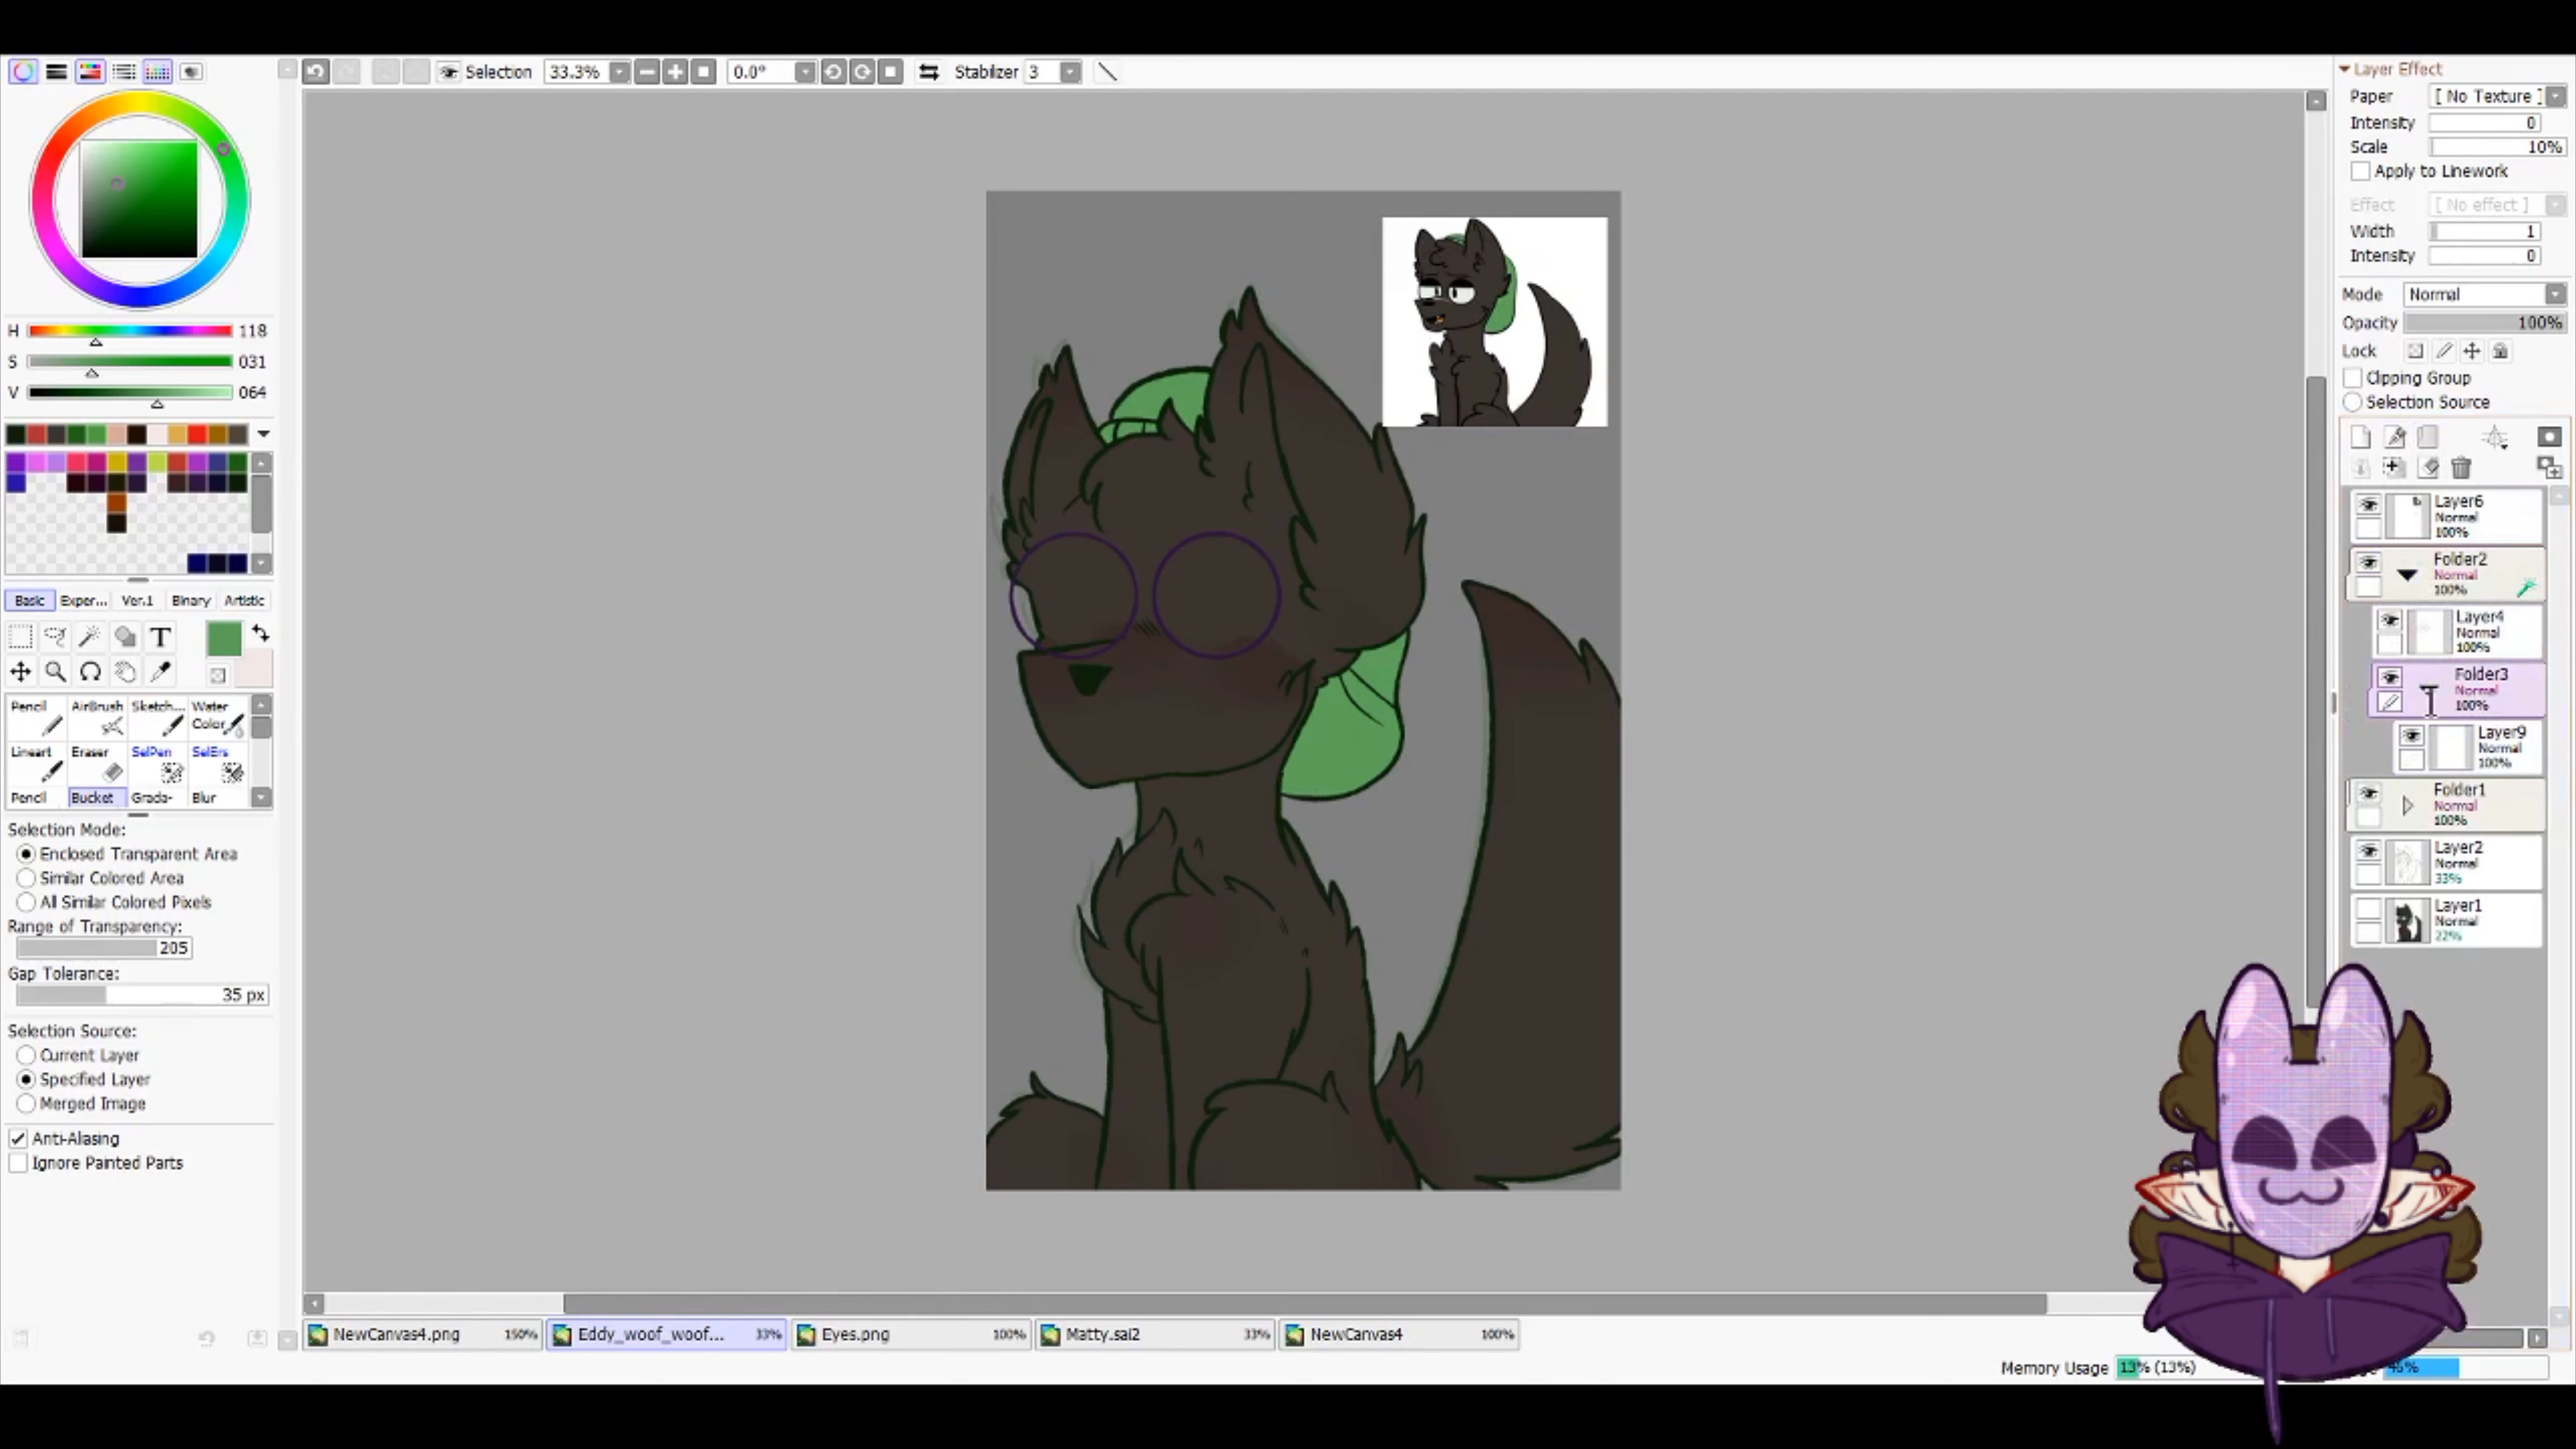 Selection 33.3% 0.0° Stabilizer 3
H 118
S 031
V 064
Basic Exper... Ver.1 Binary Artistic
T
Pencil AirBrush Sketch... Water Color
Lineart Eraser SelPen SelErs
Pencil Bucket Grada- Blur
Selection Mode:
Enclosed Transparent Area
Similar Colored Area
All Similar Colored Pixels
Range of Transparency:
205
Gap Tolerance:
35 px
Selection Source:
Current Layer
Specified Layer
Merged Image
Anti-Aliasing
Ignore Painted Parts
Layer Effect
Paper [ No Texture ]
Intensity 0
Scale 10%
Apply to Linework
Effect [ No effect ]
Width 1
Intensity 0
Mode Normal
Opacity 100%
Lock
Clipping Group
Selection Source
Layer6
Normal
100%
Folder2
Normal
100%
Layer4
Normal
100%
Folder3
Normal
100%
Layer9
Normal
100%
Folder1
Normal
100%
Layer2
Normal
33%
Layer1
Normal
22%
NewCanvas4.png 150% Eddy_woof_woof... 33% Eyes.png 100% Matty.sai2 33% NewCanvas4 100%
Memory Usage 13% (13%)